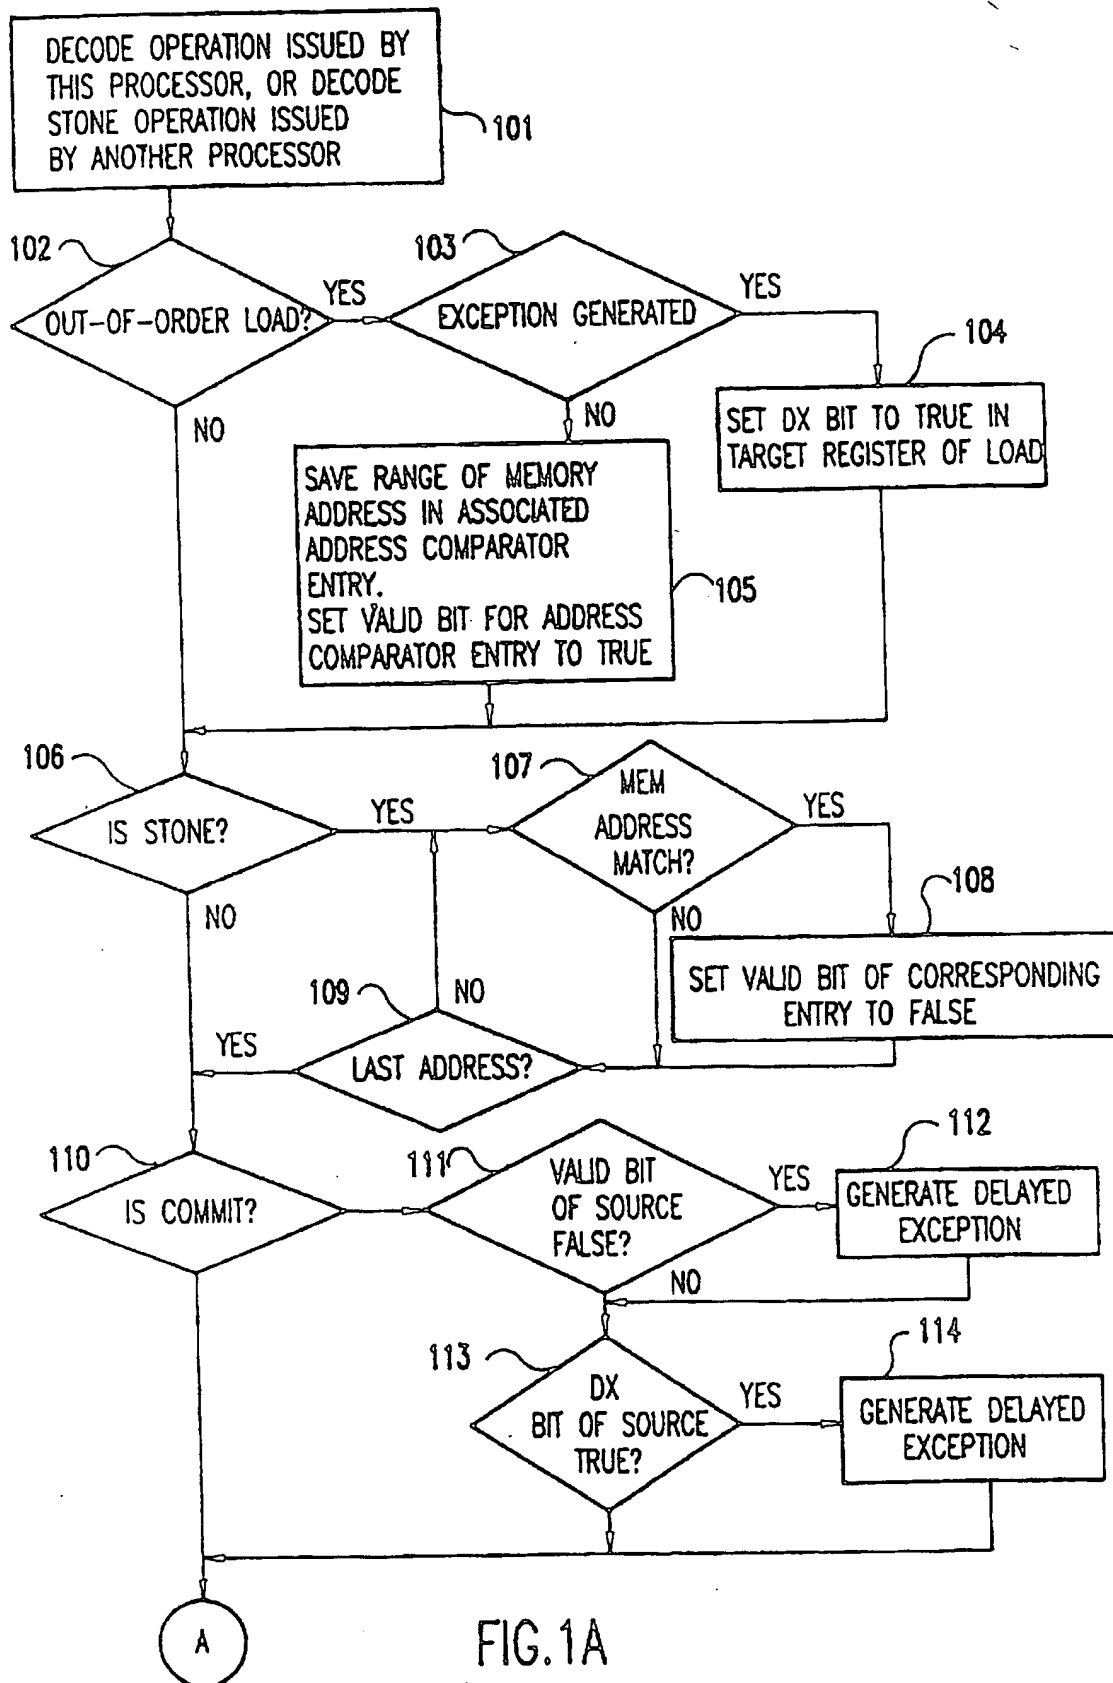 DECODE OPERATION ISSUED BY
THIS PROCESSOR, OR DECODE
STONE OPERATION ISSUED
BY ANOTHER PROCESSOR
101
102
OUT-OF-ORDER LOAD?
YES
NO
103
EXCEPTION GENERATED
YES
NO
104
SET DX BIT TO TRUE IN
TARGET REGISTER OF LOAD
SAVE RANGE OF MEMORY
ADDRESS IN ASSOCIATED
ADDRESS COMPARATOR
ENTRY.
SET VALID BIT FOR ADDRESS
COMPARATOR ENTRY TO TRUE
105
106
IS STONE?
YES
NO
107
MEM
ADDRESS
MATCH?
YES
NO
108
SET VALID BIT OF CORRESPONDING
ENTRY TO FALSE
109
LAST ADDRESS?
NO
YES
110
IS COMMIT?
111
VALID BIT
OF SOURCE
FALSE?
YES
NO
112
GENERATE DELAYED
EXCEPTION
113
DX
BIT OF SOURCE
TRUE?
YES
114
GENERATE DELAYED
EXCEPTION
A
FIG.1A